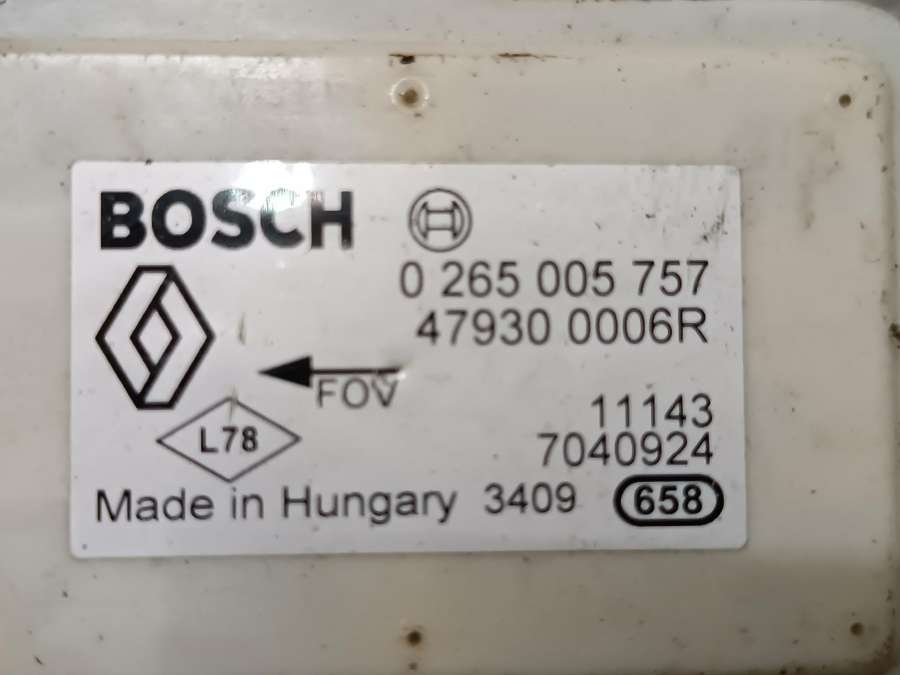 BOSCH
0 265 005 757
47930 0006R
FOV
11143
L78
7040924
Made in Hungary 3409 658